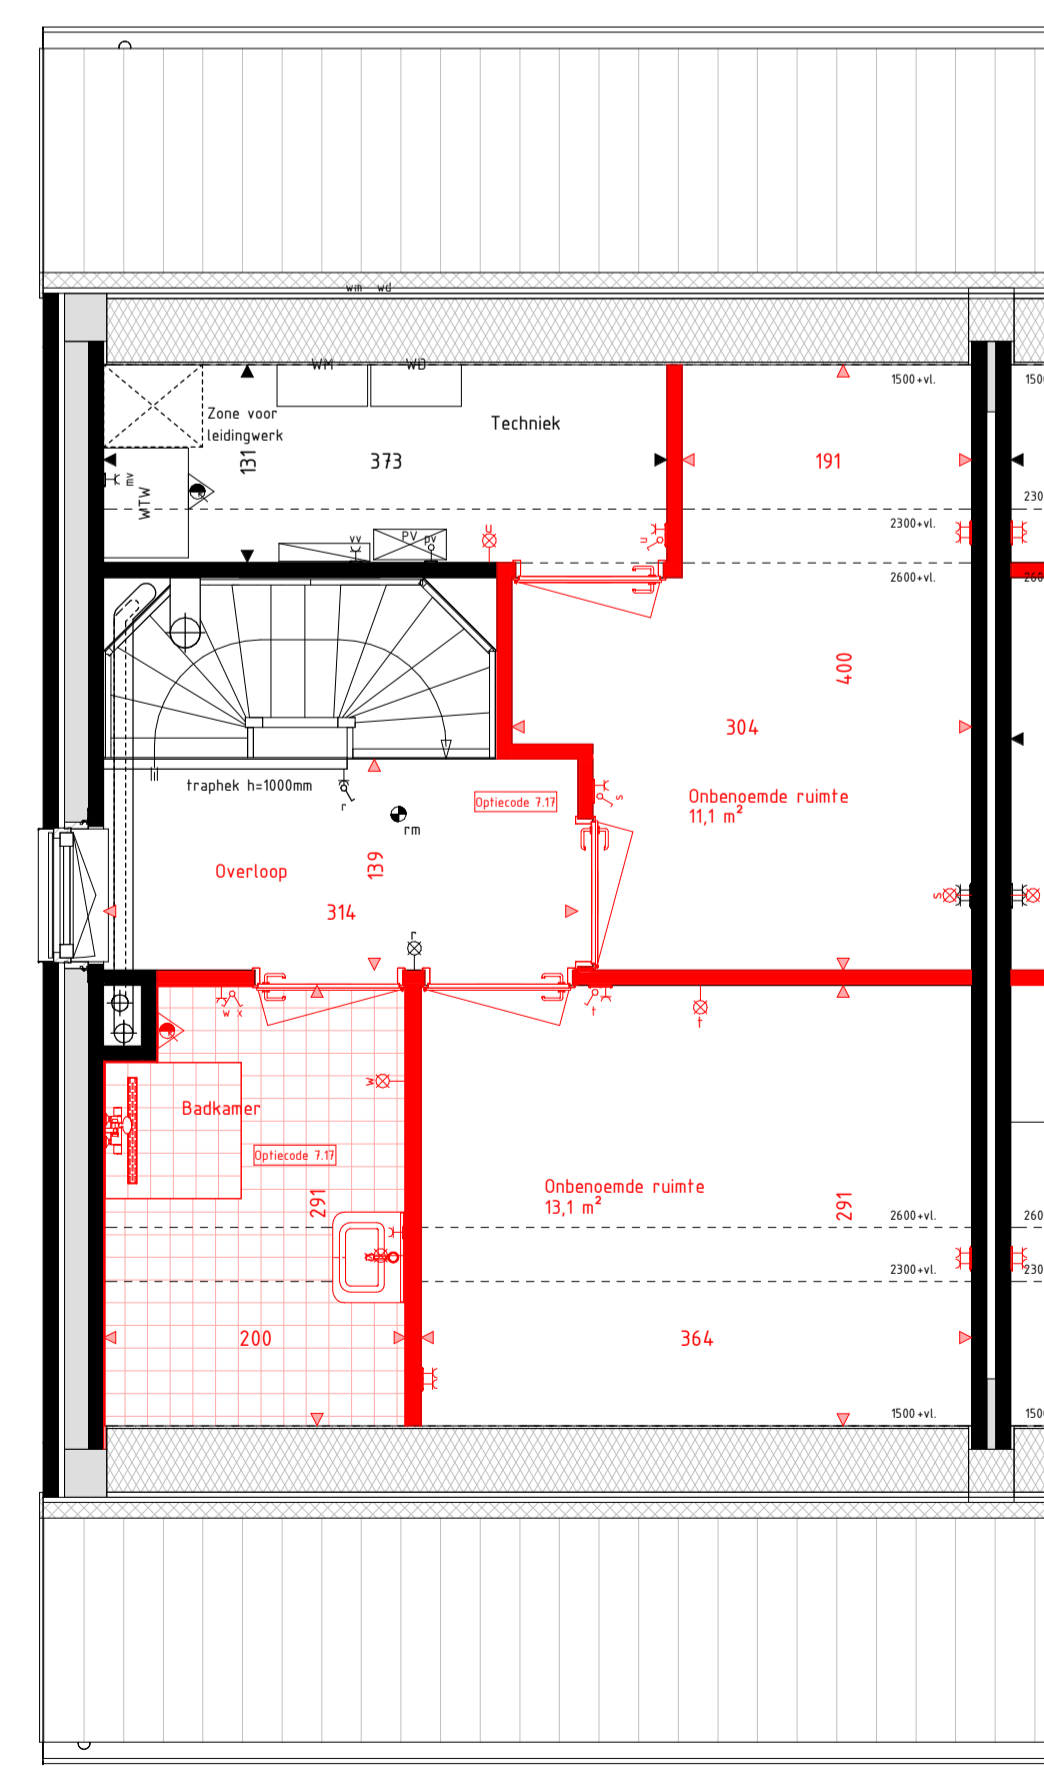 wm wd
WM WD
1500+vl. 150
Zone voor
leidingwerk
Techniek
131
373
191
mv
WTW
230
2300+vl.
vv
PV pv
u
u
2600+vl. 260
400
304
traphek h=1000mm
r
s
Optiecode 7.17
Onbenoemde ruimte
11,1 m²
rm
Overloop
139
314
s
r
w x
t
t
w
Badkamer
Optiecode 7.17
Onbenoemde ruimte
13,1 m²
291
291
2600+vl. 260
2300+vl. 230
200
364
1500+vl. 150